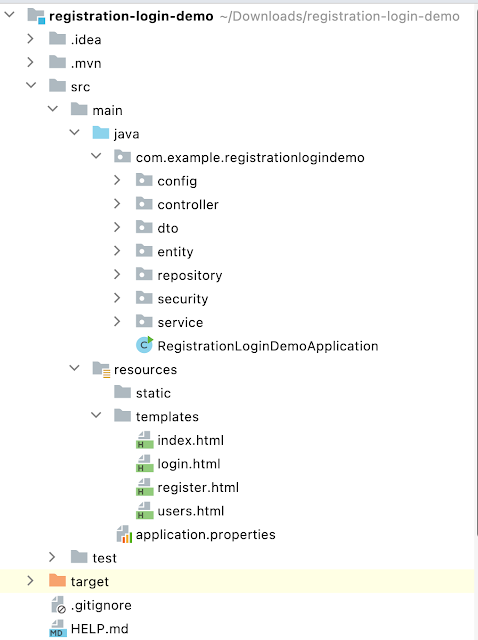 registration-login-demo ~/Downloads/registration-login-demo
.idea
.mvn
src
main
java
com.example.registrationlogindemo
config
controller
dto
entity
repository
security
service
C RegistrationLoginDemoApplication
resources
static
templates
H index.html
H login.html
H register.html
H users.html
application.properties
test
target
.gitignore
MD HELP.md